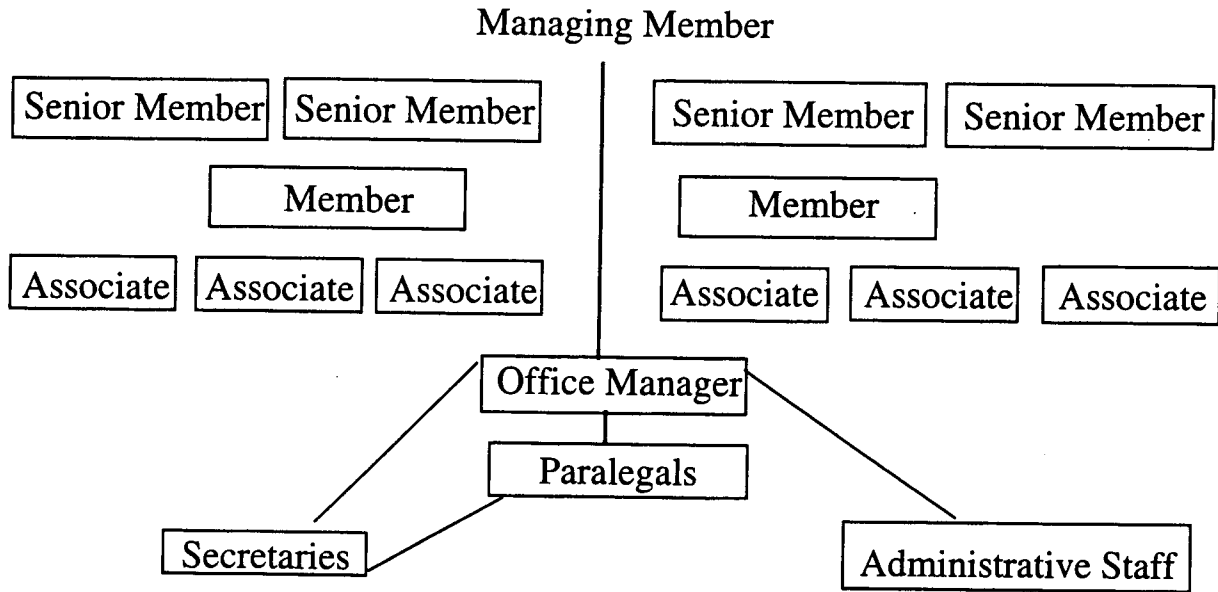 Managing Member
Senior Member Senior Member Senior Member Senior Member
Member Member
Associate Associate Associate Associate Associate Associate
Office Manager
Paralegals
Secretaries Administrative Staff